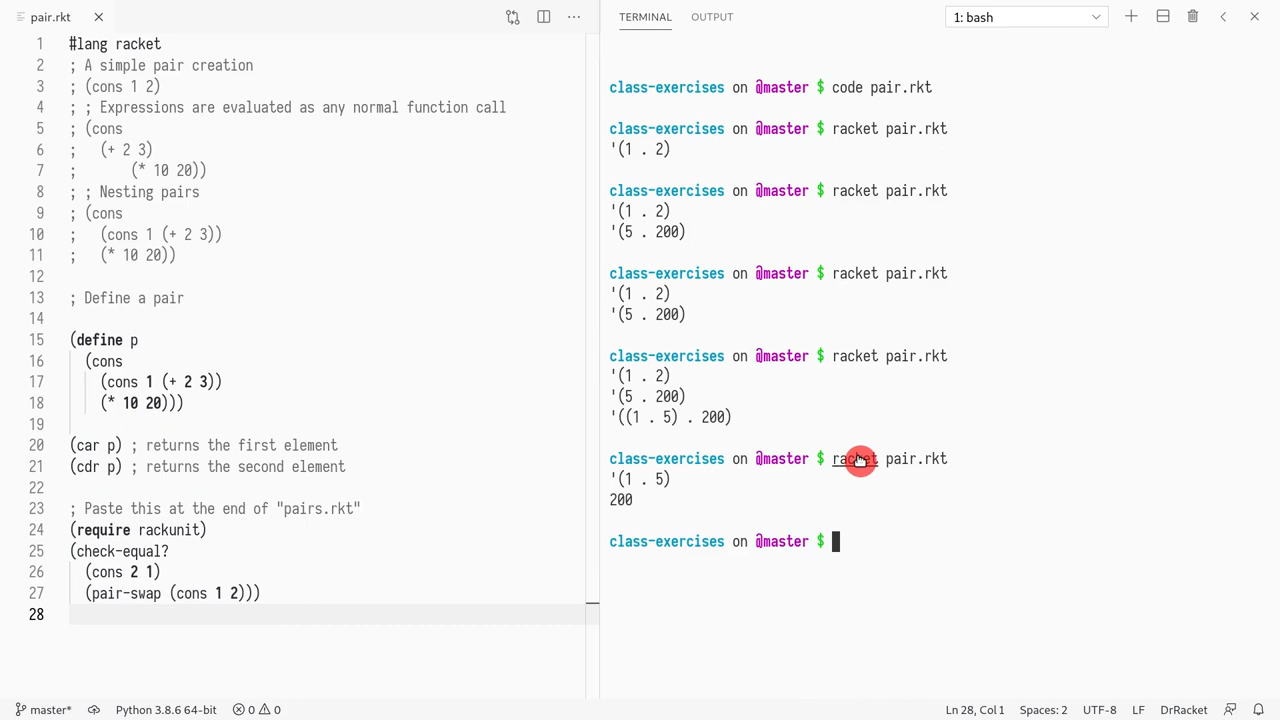 pair.rkt
TERMINAL
OUTPUT
1: bash
1 #lang racket
2 ; A simple pair creation
3 ; (cons 1 2)
4 ; ; Expressions are evaluated as any normal function call
5 ; (cons
6 ;   (+ 2 3)
7 ;       (* 10 20))
8 ; ; Nesting pairs
9 ; (cons
10 ;   (cons 1 (+ 2 3))
11 ;   (* 10 20))
12
13 ; Define a pair
14
15 (define p
16   (cons
17     (cons 1 (+ 2 3))
18     (* 10 20)))
19
20 (car p) ; returns the first element
21 (cdr p) ; returns the second element
22
23 ; Paste this at the end of "pairs.rkt"
24 (require rackunit)
25 (check-equal?
26   (cons 2 1)
27   (pair-swap (cons 1 2)))
28
class-exercises on @master $ code pair.rkt
class-exercises on @master $ racket pair.rkt
'(1 . 2)
class-exercises on @master $ racket pair.rkt
'(1 . 2)
'(5 . 200)
class-exercises on @master $ racket pair.rkt
'(1 . 2)
'(5 . 200)
class-exercises on @master $ racket pair.rkt
'(1 . 2)
'(5 . 200)
'((1 . 5) . 200)
class-exercises on @master $ racket pair.rkt
'(1 . 5)
200
class-exercises on @master $
master* Python 3.8.6 64-bit 0 0 Ln 28, Col 1 Spaces: 2 UTF-8 LF DrRacket